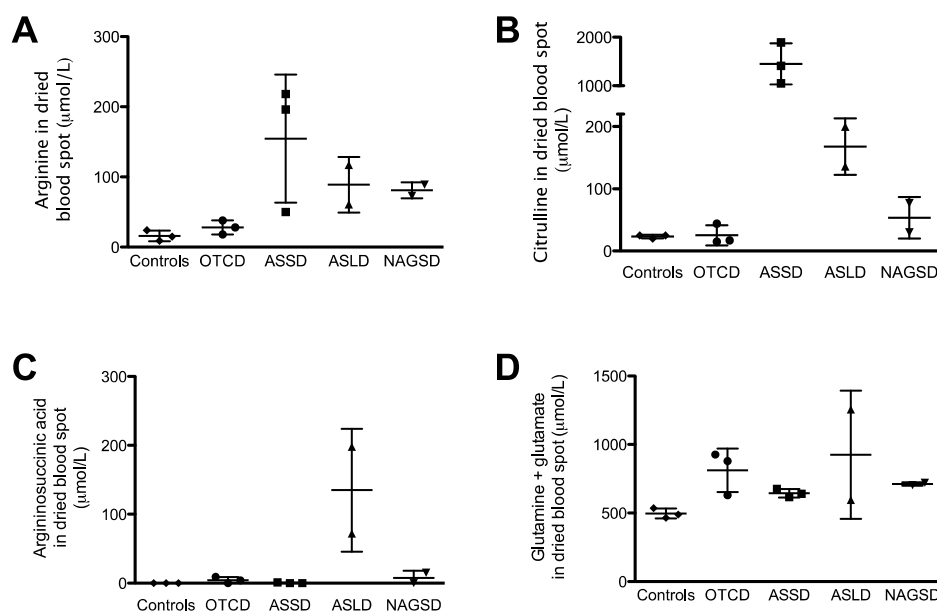 A
Arginine in dried
blood spot (μmol/L)
300
200
100
0
Controls OTCD ASSD ASLD NAGSD
B
Citrulline in dried blood spot
(μmol/L)
2000
1000
200
100
0
Controls OTCD ASSD ASLD NAGSD
C
Argininosuccinic acid
in dried blood spot
(μmol/L)
300
200
100
0
Controls OTCD ASSD ASLD NAGSD
D
Glutamine + glutamate
in dried blood spot (μmol/L)
1500
1000
500
0
Controls OTCD ASSD ASLD NAGSD